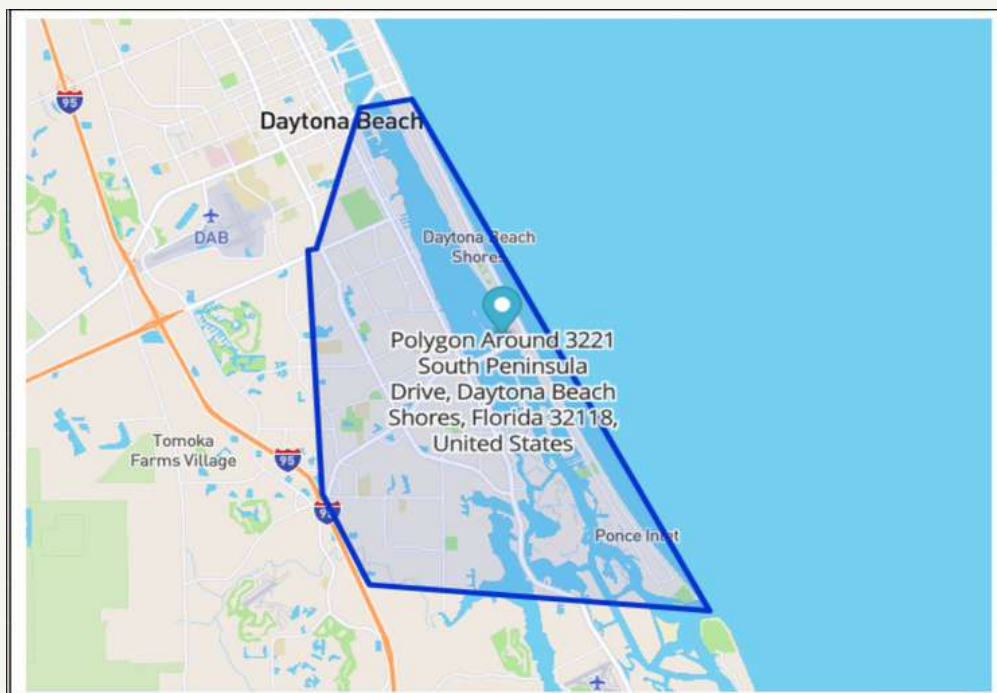 95
Daytona Beach
DAB
Daytona Beach
Shores
Polygon Around 3221
South Peninsula
Drive, Daytona Beach
Shores, Florida 32118,
United States
Tomoka
Farms Village
95
95
Ponce Inlet